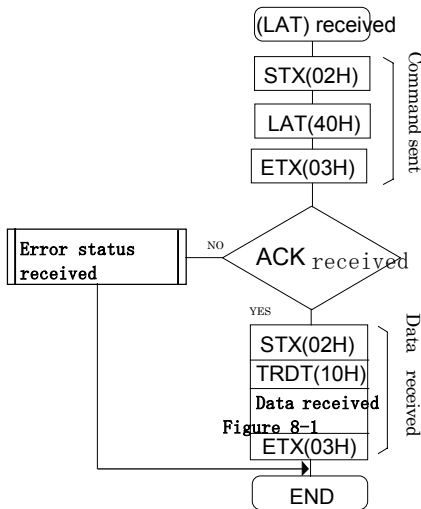 (LAT) received
STX(02H)
LAT(40H)
ETX(03H)
Command sent
ACK received
NO
Error status
received
YES
STX(02H)
TRDT(10H)
Data received
Figure 8-1
ETX(03H)
Data received
END